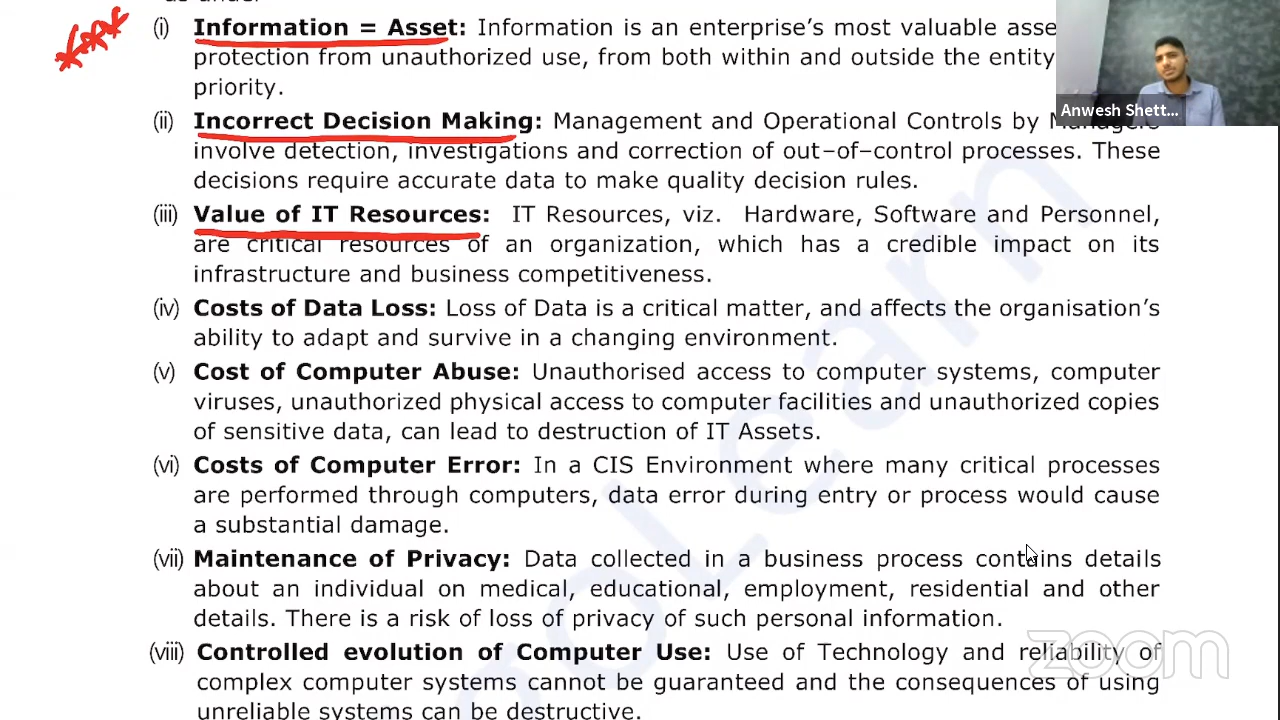 (i) Information = Asset: Information is an enterprise’s most valuable asse
protection from unauthorized use, from both within and outside the entity
priority.
Anwesh Shett...
(ii) Incorrect Decision Making: Management and Operational Controls by Managers
involve detection, investigations and correction of out–of–control processes. These
decisions require accurate data to make quality decision rules.
(iii) Value of IT Resources: IT Resources, viz. Hardware, Software and Personnel,
are critical resources of an organization, which has a credible impact on its
infrastructure and business competitiveness.
(iv) Costs of Data Loss: Loss of Data is a critical matter, and affects the organisation’s
ability to adapt and survive in a changing environment.
(v) Cost of Computer Abuse: Unauthorised access to computer systems, computer
viruses, unauthorized physical access to computer facilities and unauthorized copies
of sensitive data, can lead to destruction of IT Assets.
(vi) Costs of Computer Error: In a CIS Environment where many critical processes
are performed through computers, data error during entry or process would cause
a substantial damage.
(vii) Maintenance of Privacy: Data collected in a business process contains details
about an individual on medical, educational, employment, residential and other
details. There is a risk of loss of privacy of such personal information.
(viii) Controlled evolution of Computer Use: Use of Technology and reliability of
complex computer systems cannot be guaranteed and the consequences of using
unreliable systems can be destructive.
zoom